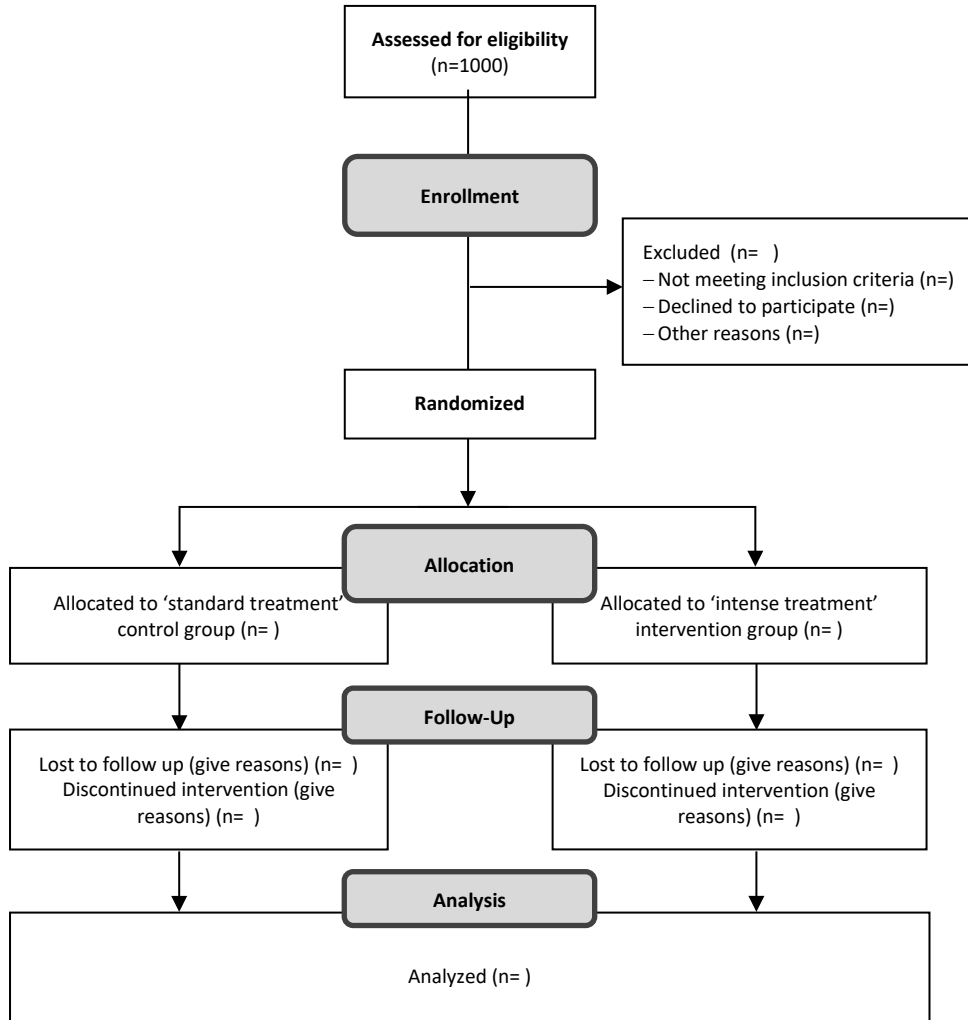 Assessed for eligibility
(n=1000)
Enrollment
Excluded  (n=   )
– Not meeting inclusion criteria (n=)
– Declined to participate (n=)
– Other reasons (n=)
Randomized
Allocation
Allocated to ‘standard treatment’
control group (n= )
Allocated to ‘intense treatment’
intervention group (n= )
Follow-Up
Lost to follow up (give reasons) (n=  )
Discontinued intervention (give
reasons) (n=  )
Lost to follow up (give reasons) (n=  )
Discontinued intervention (give
reasons) (n=  )
Analysis
Analyzed (n= )